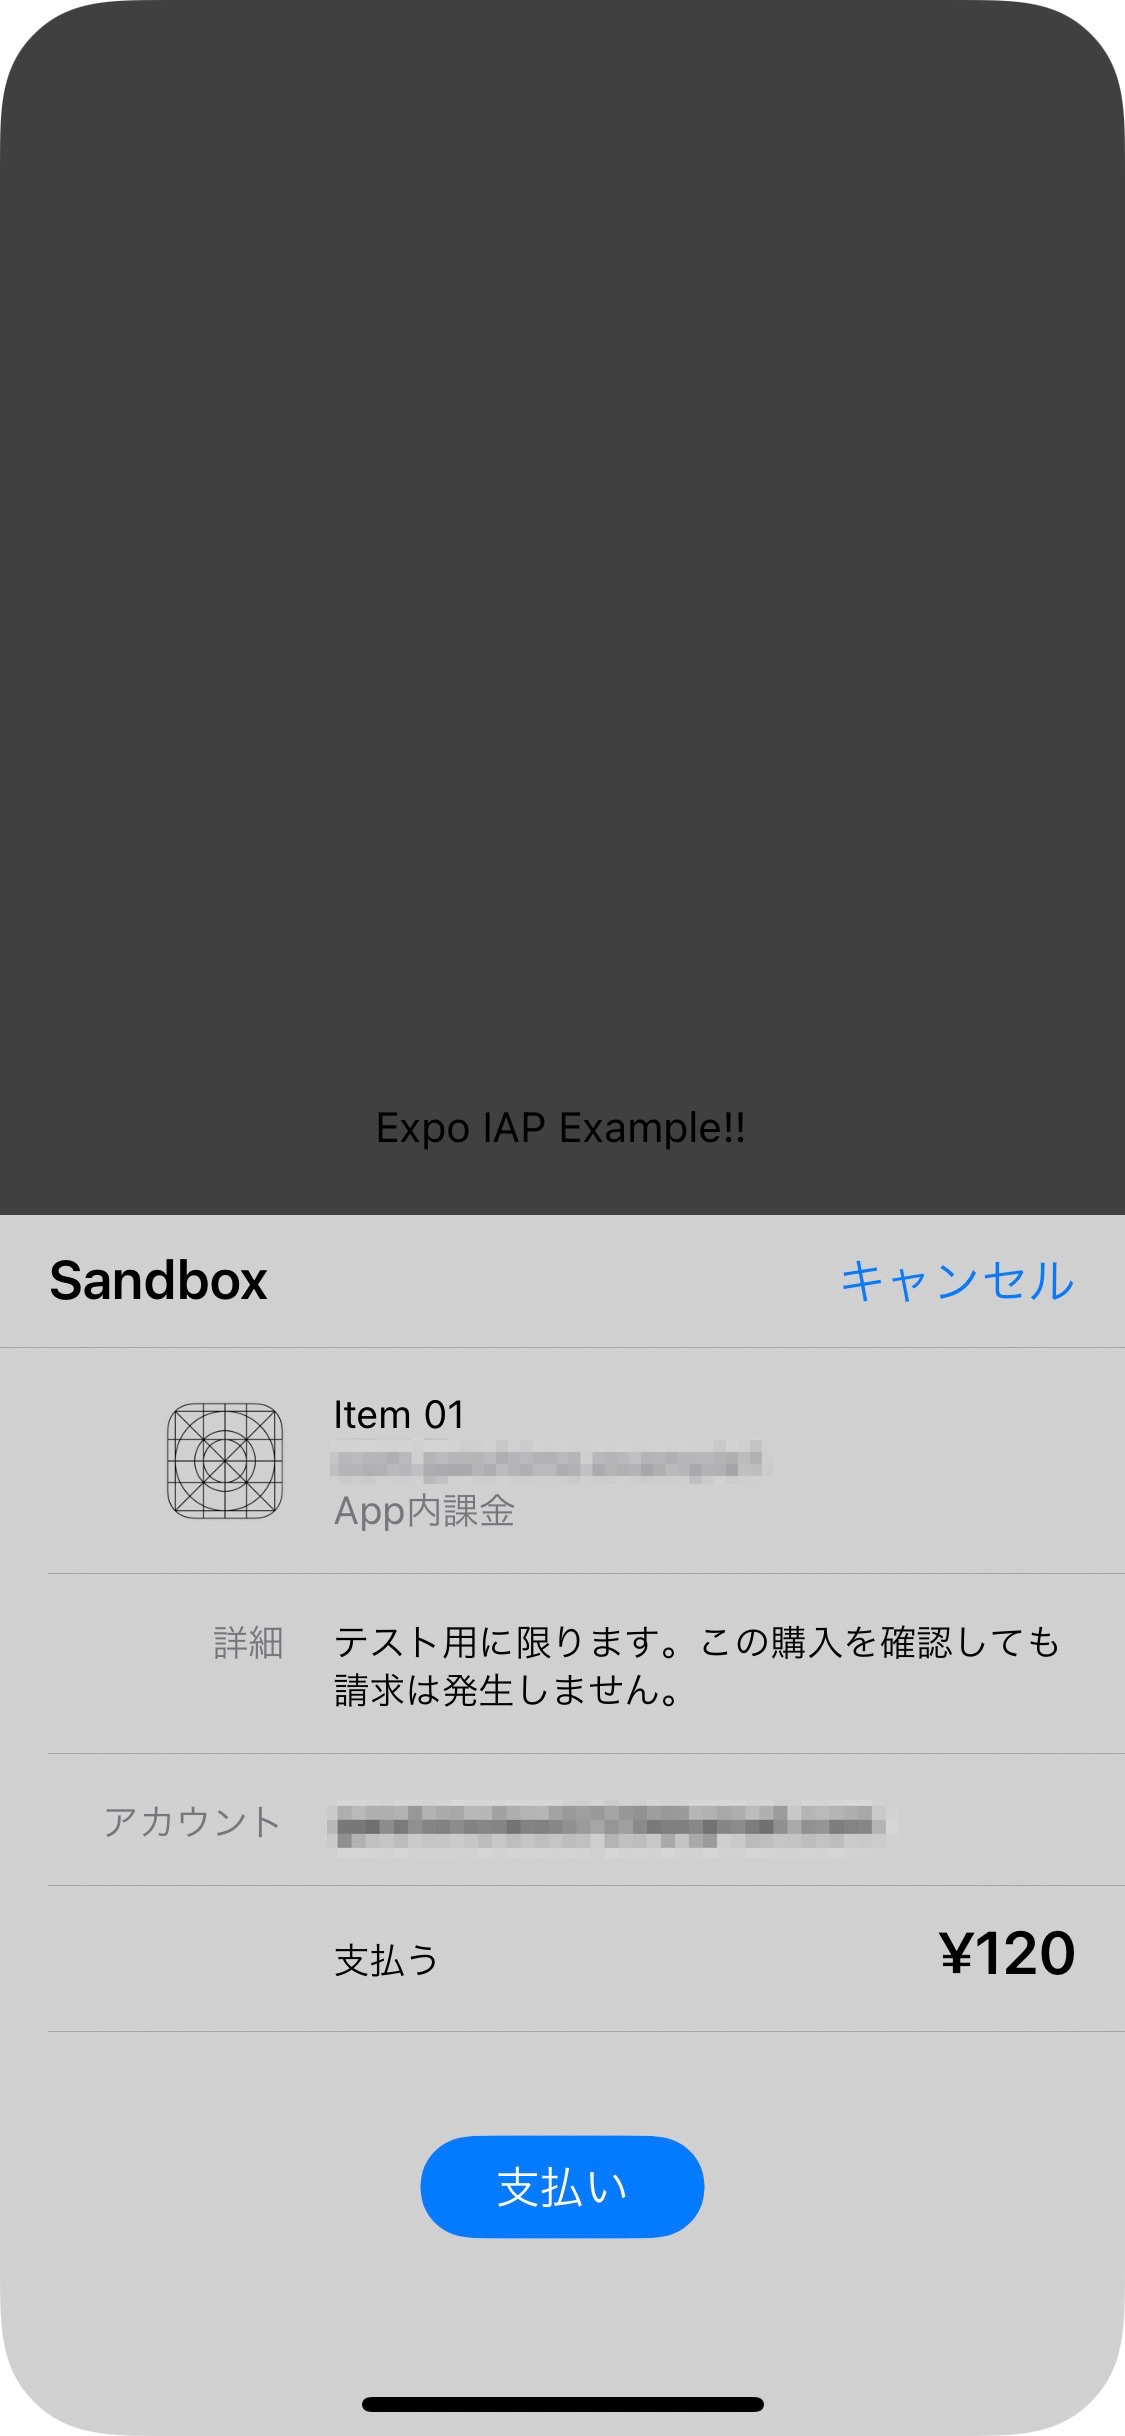 Expo IAP Example!!
Sandbox
キャンセル
Item 01
App内課金
詳細
テスト用に限ります。この購入を確認しても
請求は発生しません。
アカウント
支払う
¥120
支払い